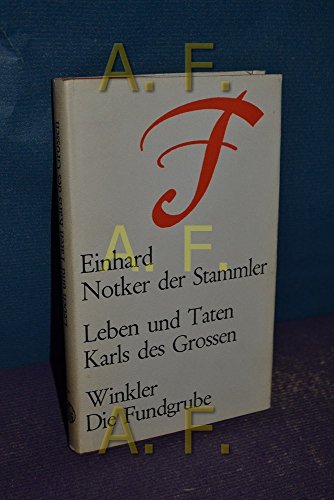 A. F.
F
A. F.
Einhard
Notker der Stammler
A. F.
Leben und Taten
Karls des Grossen
A. F.
Winkler
Die Fundgrube
A. F.